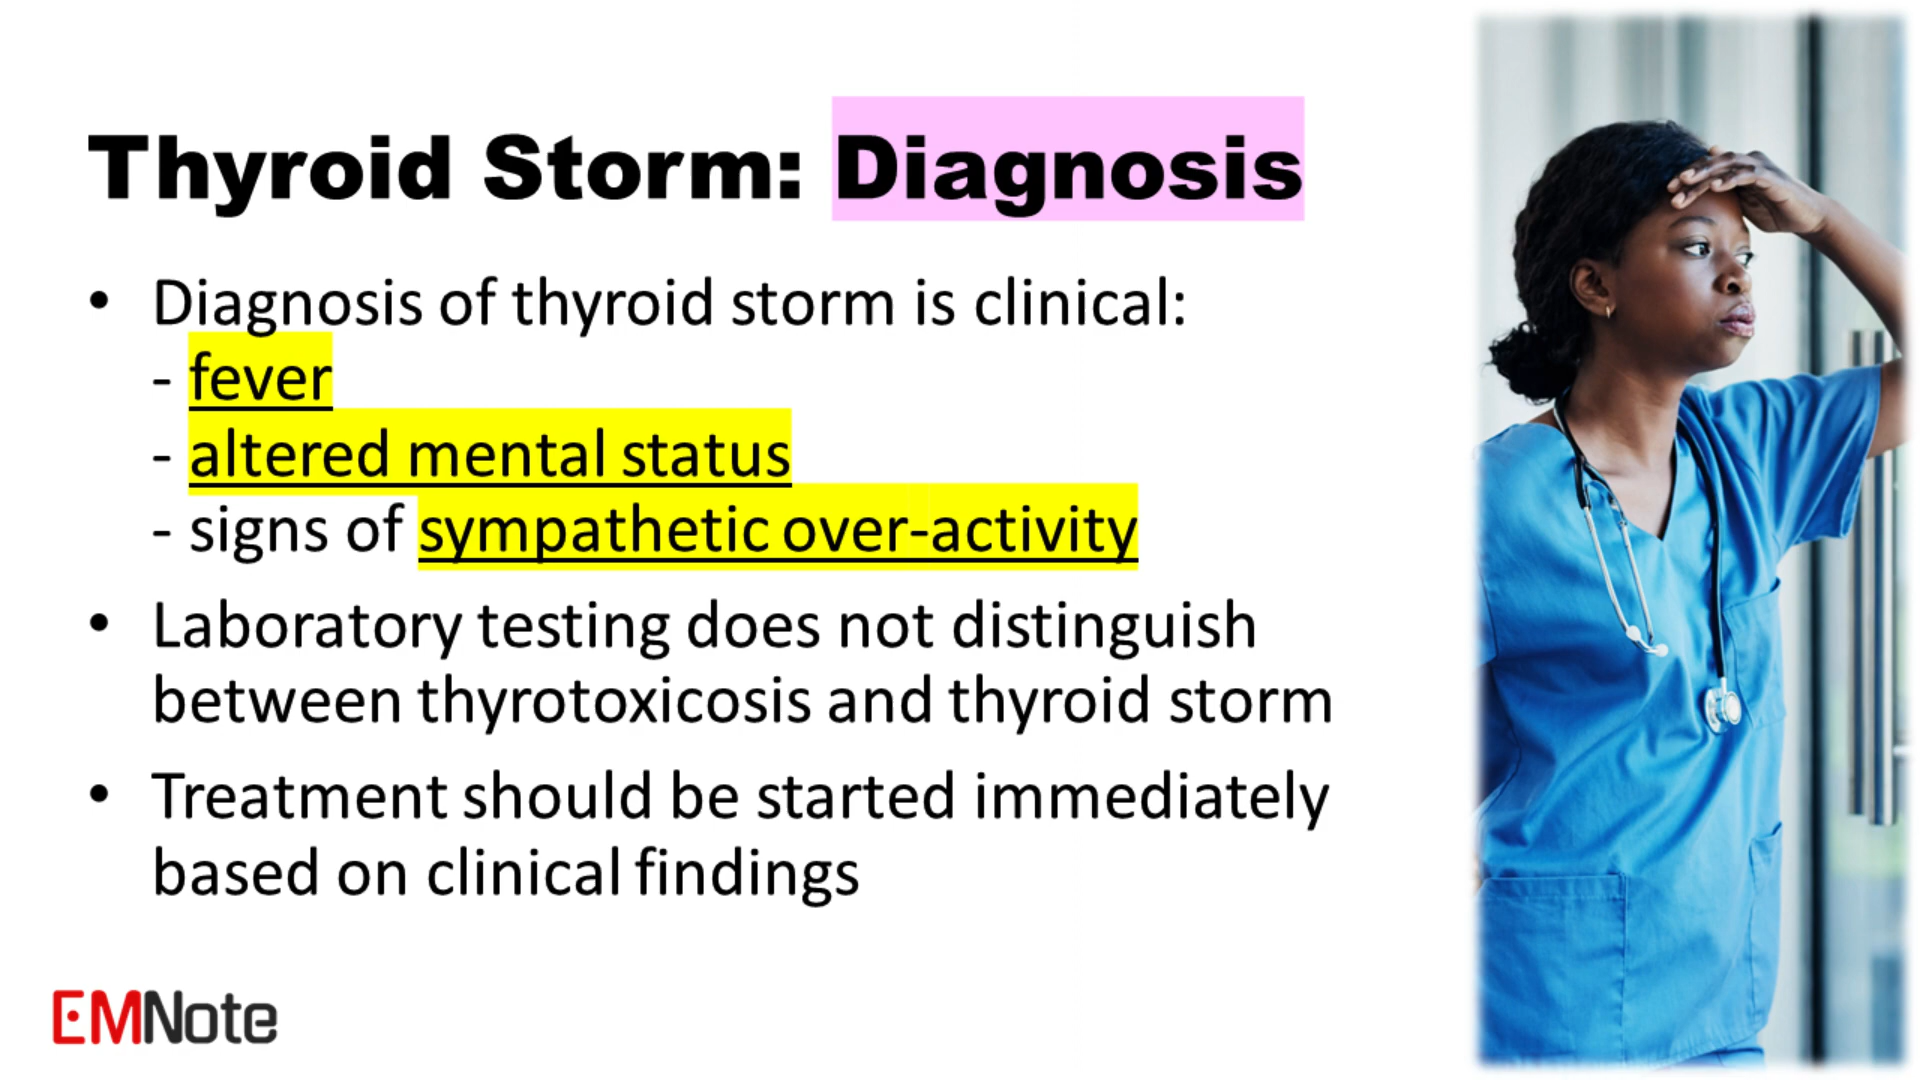 Thyroid Storm: Diagnosis
• Diagnosis of thyroid storm is clinical:
- fever
- altered mental status
- signs of sympathetic over-activity
• Laboratory testing does not distinguish
between thyrotoxicosis and thyroid storm
• Treatment should be started immediately
based on clinical findings
EMNote